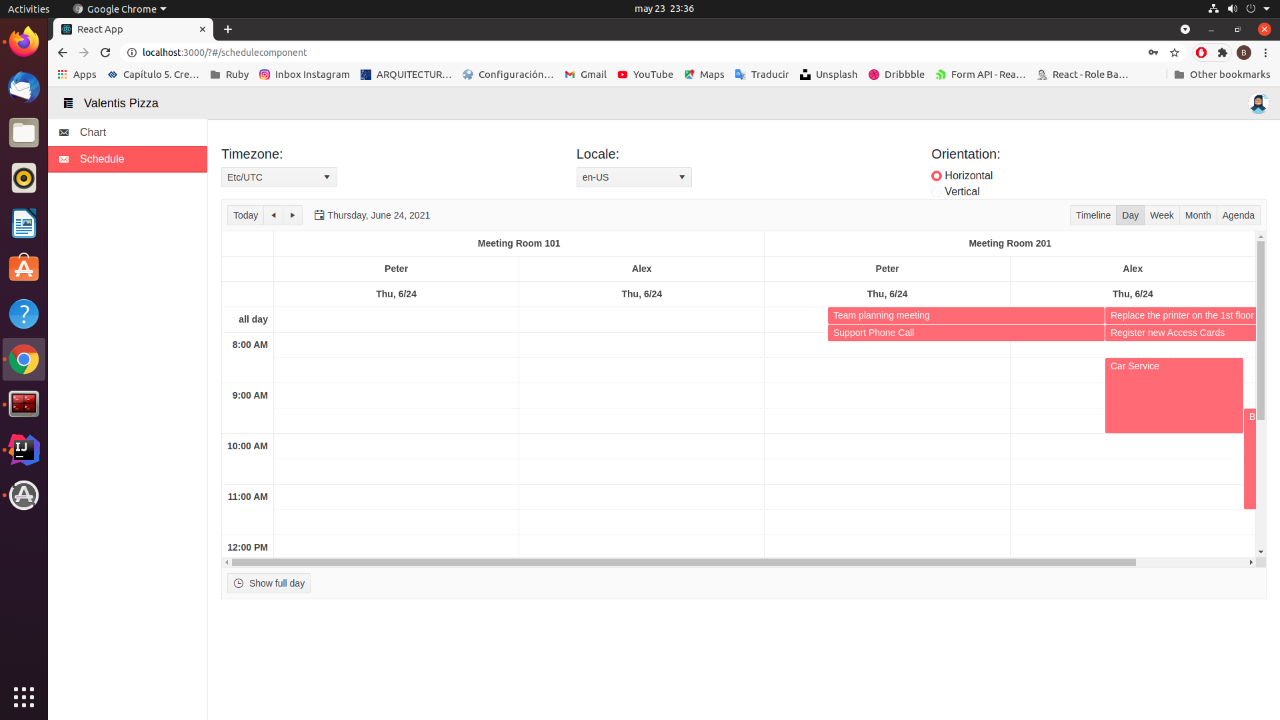 Activities Google Chrome may 23 23:36
React App
localhost:3000/?#/schedulecomponent B
Apps Capítulo 5. Cre… Ruby Inbox Instagram ARQUITECTUR… Configuración… Gmail YouTube Maps Traducir Unsplash Dribbble Form API - Rea… React - Role Ba… Other bookmarks
Valentis Pizza
Chart
Schedule
Timezone: Locale: Orientation:
Etc/UTC en-US Horizontal
Vertical
Today Thursday, June 24, 2021 Timeline Day Week Month Agenda
Meeting Room 101 Meeting Room 201
Peter Alex Peter Alex
Thu, 6/24 Thu, 6/24 Thu, 6/24 Thu, 6/24
all day Team planning meeting Replace the printer on the 1st floor
Support Phone Call Register new Access Cards
8:00 AM
Car Service
9:00 AM
B
10:00 AM
11:00 AM
12:00 PM
Show full day